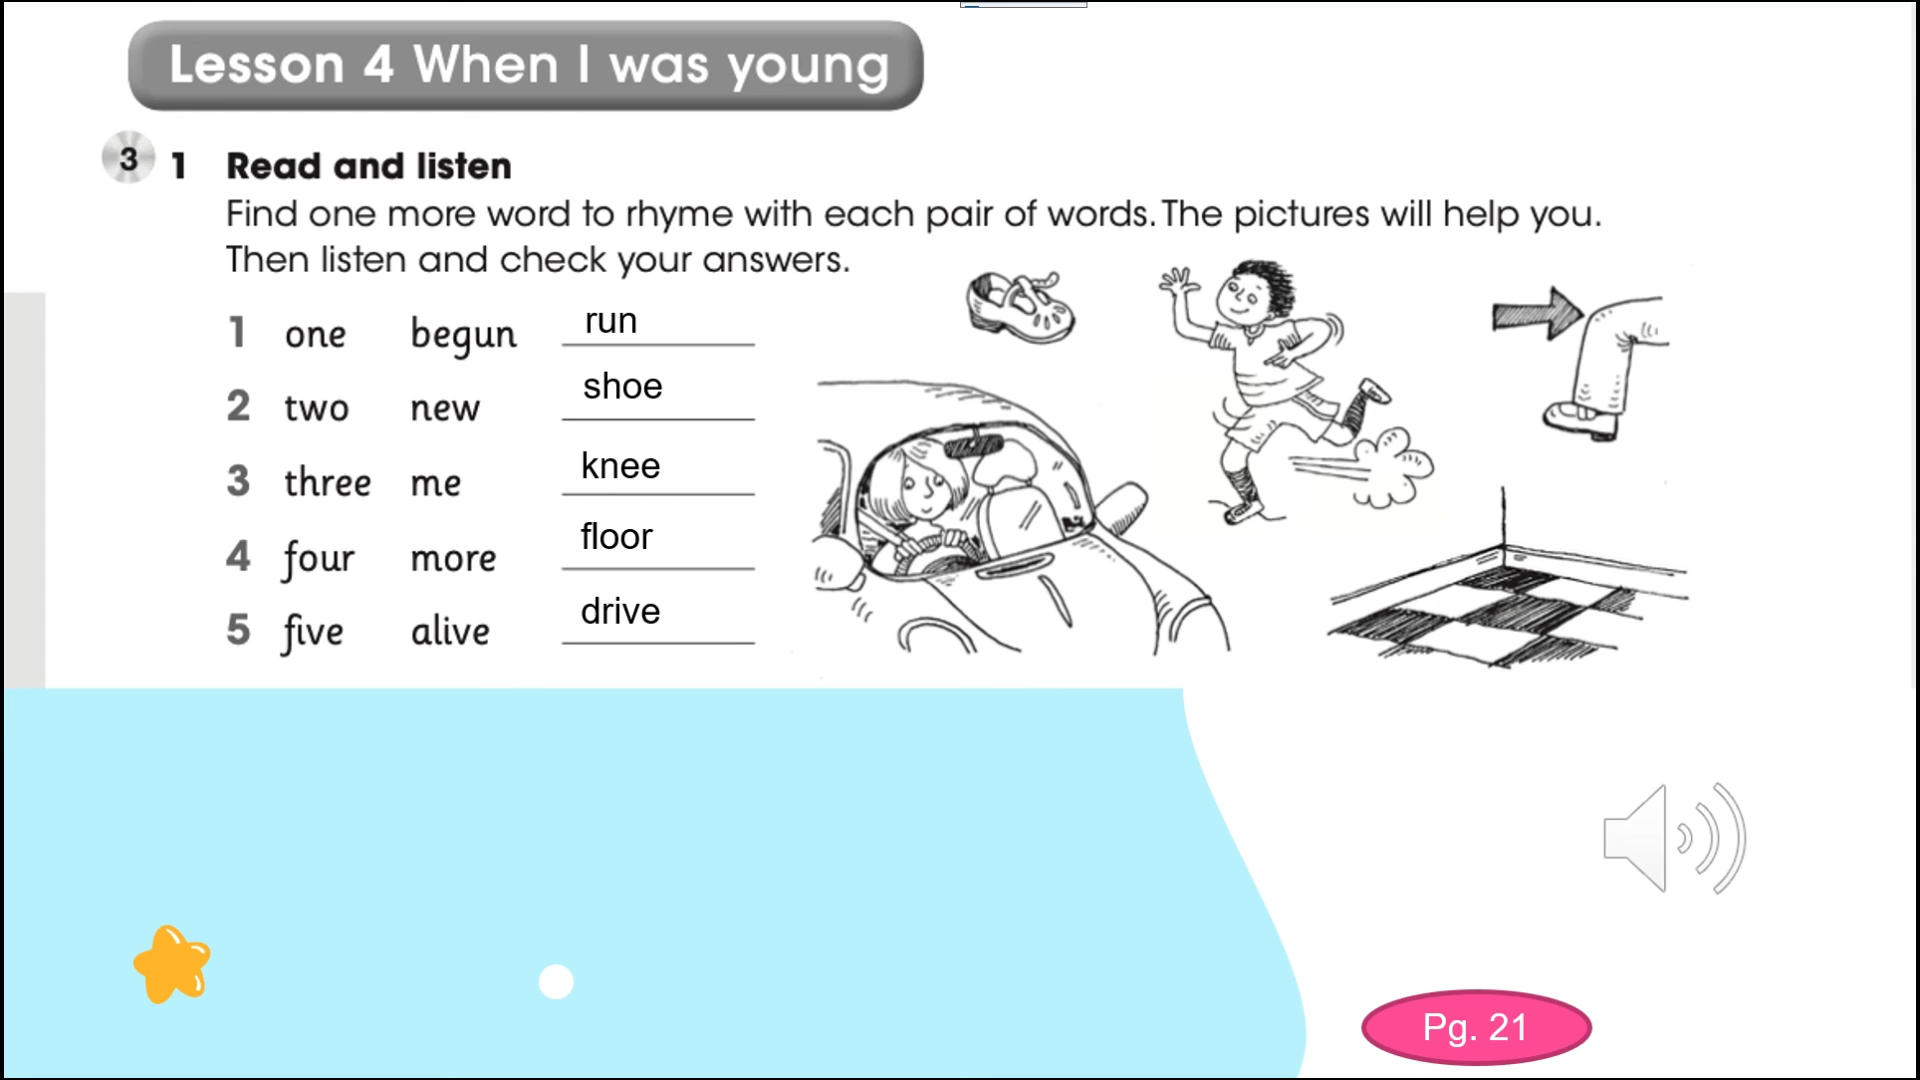 Lesson 4 When I was young
3 1 Read and listen
Find one more word to rhyme with each pair of words. The pictures will help you.
Then listen and check your answers.
1 one begun run
2 two new shoe
3 three me knee
4 four more floor
5 five alive drive
Pg. 21